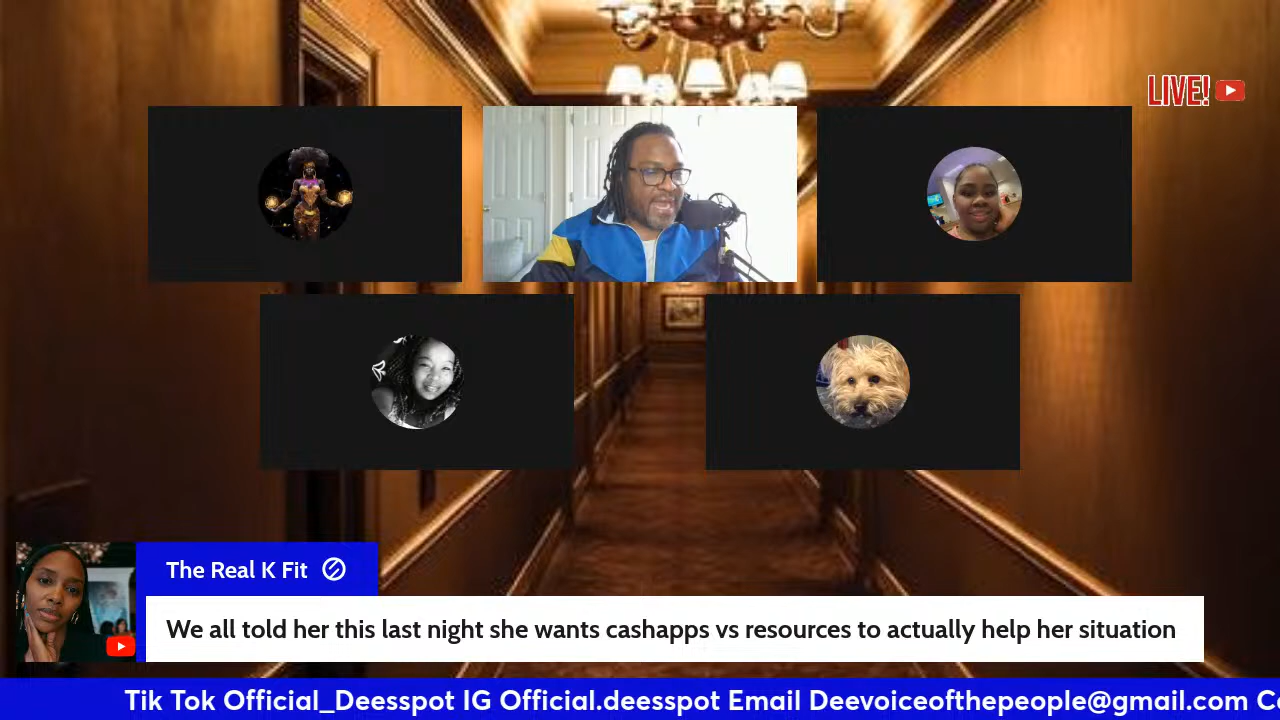 LIVE!
The Real K Fit
We all told her this last night she wants cashapps vs resources to actually help her situation
Tik Tok Official_Deesspot IG Official.deesspot Email Deevoiceofthepeople@gmail.com